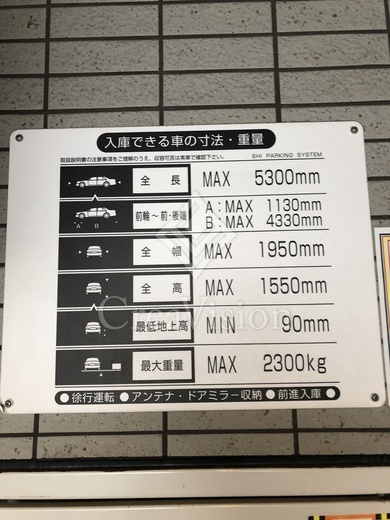 入庫できる車の寸法・重量
取扱説明書の注意事項をご理解のうえ、収容可否は実車で確認下さい。 SHI PARKING SYSTEM
全長 MAX 5300mm
前輪～前・後端 A:MAX 1130mm
A B B:MAX 4330mm
全幅 MAX 1950mm
全高 MAX 1550mm
CreaVision
最低地上高 MIN 90mm
最大重量 MAX 2300kg
●徐行運転 ●アンテナ・ドアミラー収納 ●前進入庫●